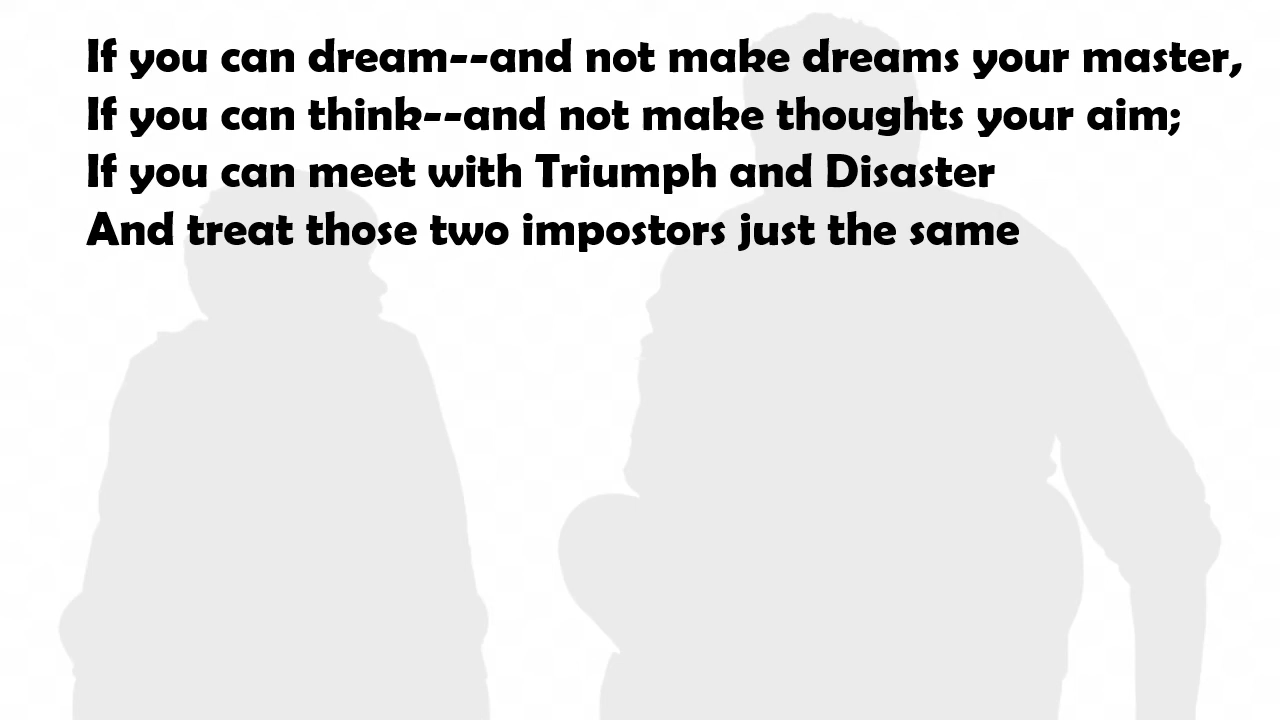 If you can dream--and not make dreams your master,
If you can think--and not make thoughts your aim;
If you can meet with Triumph and Disaster
And treat those two impostors just the same